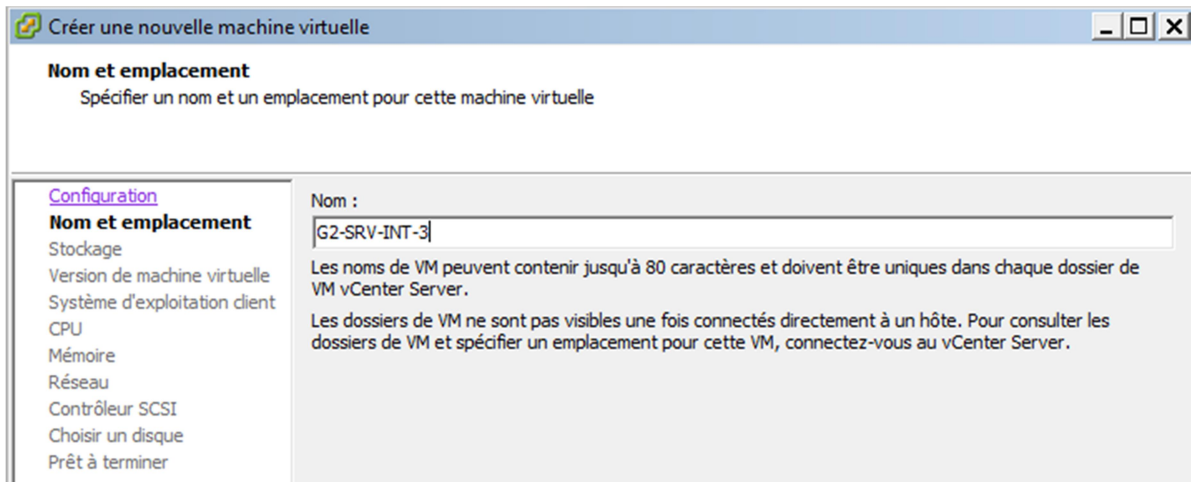 Créer une nouvelle machine virtuelle
Nom et emplacement
Spécifier un nom et un emplacement pour cette machine virtuelle
Configuration
Nom et emplacement
Stockage
Version de machine virtuelle
Système d'exploitation client
CPU
Mémoire
Réseau
Contrôleur SCSI
Choisir un disque
Prêt à terminer
Nom :
G2-SRV-INT-3
Les noms de VM peuvent contenir jusqu'à 80 caractères et doivent être uniques dans chaque dossier de
VM vCenter Server.
Les dossiers de VM ne sont pas visibles une fois connectés directement à un hôte. Pour consulter les
dossiers de VM et spécifier un emplacement pour cette VM, connectez-vous au vCenter Server.